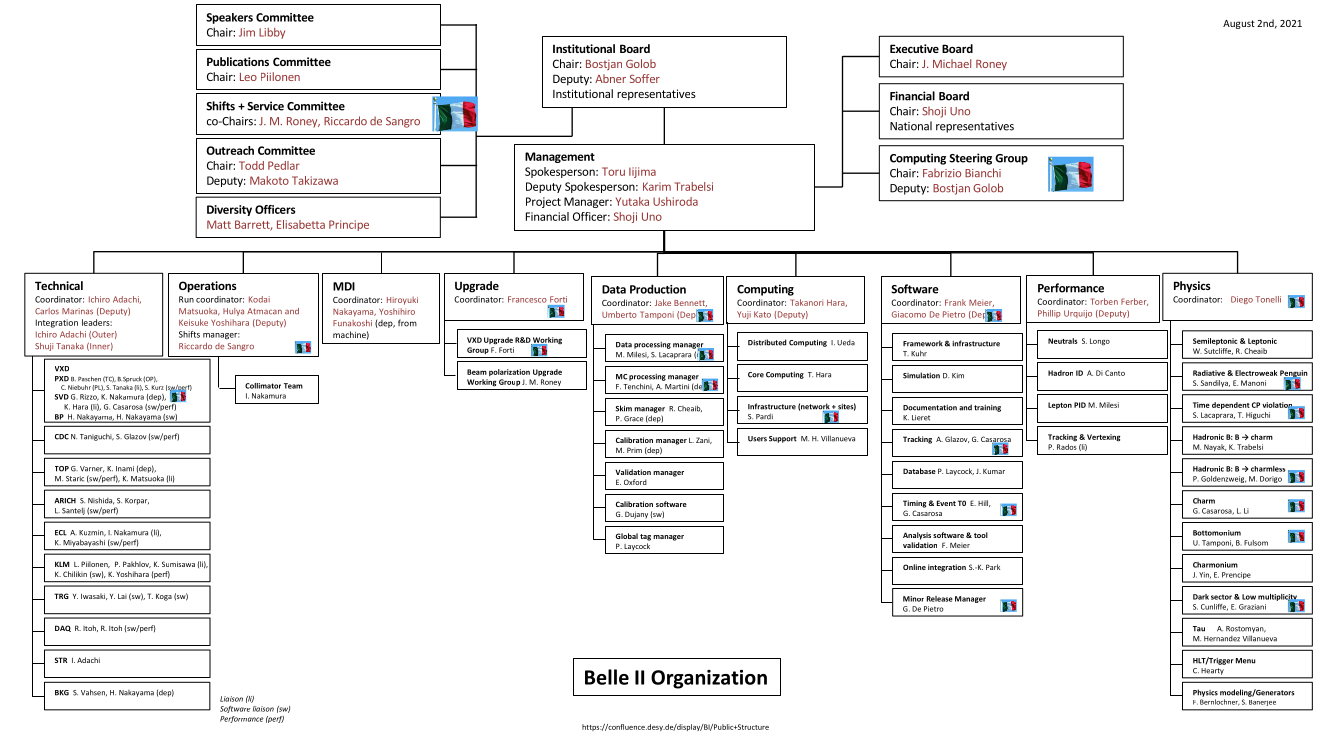 August 2nd, 2021
Speakers Committee
Chair: Jim Libby
Publications Committee
Chair: Leo Piilonen
Shifts + Service Committee
co-Chairs: J. M. Roney, Riccardo de Sangro
Outreach Committee
Chair: Todd Pedlar
Deputy: Makoto Takizawa
Diversity Officers
Matt Barrett, Elisabetta Principe
Institutional Board
Chair: Bostjan Golob
Deputy: Abner Soffer
Institutional representatives
Management
Spokesperson: Toru Iijima
Deputy Spokesperson: Karim Trabelsi
Project Manager: Yutaka Ushiroda
Financial Officer: Shoji Uno
Executive Board
Chair: J. Michael Roney
Financial Board
Chair: Shoji Uno
National representatives
Computing Steering Group
Chair: Fabrizio Bianchi
Deputy: Bostjan Golob
Technical
Coordinator: Ichiro Adachi,
Carlos Marinas (Deputy)
Integration leaders:
Ichiro Adachi (Outer)
Shuji Tanaka (Inner)
VXD
PXD B. Paschen (TC), B.Spruck (OP),
C. Niebuhr (PL), S. Tanaka (li), S. Kurz (sw/perf)
SVD G. Rizzo, K. Nakamura (dep),
K. Hara (li), G. Casarosa (sw/perf)
BP H. Nakayama, H. Nakayama (sw)
CDC N. Taniguchi, S. Glazov (sw/perf)
TOP G. Varner, K. Inami (dep),
M. Staric (sw/perf), K. Matsuoka (li)
ARICH S. Nishida, S. Korpar,
L. Santelj (sw/perf)
ECL A. Kuzmin, I. Nakamura (li),
K. Miyabayashi (sw/perf)
KLM L. Piilonen, P. Pakhlov, K. Sumisawa (li),
K. Chilikin (sw), K. Yoshihara (perf)
TRG Y. Iwasaki, Y. Lai (sw), T. Koga (sw)
DAQ R. Itoh, R. Itoh (sw/perf)
STR I. Adachi
BKG S. Vahsen, H. Nakayama (dep)
Liaison (li)
Software liaison (sw)
Performance (perf)
Operations
Run coordinator: Kodai
Matsuoka, Hulya Atmacan and
Keisuke Yoshihara (Deputy)
Shifts manager:
Riccardo de Sangro
Collimator Team
I. Nakamura
MDI
Coordinator: Hiroyuki
Nakayama, Yoshihiro
Funakoshi (dep, from
machine)
Upgrade
Coordinator: Francesco Forti
VXD Upgrade R&D Working
Group F. Forti
Beam polarization Upgrade
Working Group J. M. Roney
Data Production
Coordinator: Jake Bennett,
Umberto Tamponi (Dep
Data processing manager
M. Milesi, S. Lacaprara (
MC processing manager
F. Tenchini, A. Martini (de
Skim manager R. Cheaib,
P. Grace (dep)
Calibration manager L. Zani,
M. Prim (dep)
Validation manager
E. Oxford
Calibration software
G. Dujany (sw)
Global tag manager
P. Laycock
Computing
Coordinator: Takanori Hara,
Yuji Kato (Deputy)
Distributed Computing I. Ueda
Core Computing T. Hara
Infrastructure (network + sites)
S. Pardi
Users Support M. H. Villanueva
Software
Coordinator: Frank Meier,
Giacomo De Pietro (Dep
Framework & infrastructure
T. Kuhr
Simulation D. Kim
Documentation and training
K. Lieret
Tracking A. Glazov, G. Casarosa
Database P. Laycock, J. Kumar
Timing & Event T0 E. Hill,
G. Casarosa
Analysis software & tool
validation F. Meier
Online integration S.-K. Park
Minor Release Manager
G. De Pietro
Performance
Coordinator: Torben Ferber,
Phillip Urquijo (Deputy)
Neutrals S. Longo
Hadron ID A. Di Canto
Lepton PID M. Milesi
Tracking & Vertexing
P. Rados (li)
Physics
Coordinator: Diego Tonelli
Semileptonic & Leptonic
W. Sutcliffe, R. Cheaib
Radiative & Electroweak Penguin
S. Sandilya, E. Manoni
Time dependent CP violation
S. Lacaprara, T. Higuchi
Hadronic B: B → charm
M. Nayak, K. Trabelsi
Hadronic B: B → charmless
P. Goldenzweig, M. Dorigo
Charm
G. Casarosa, L. Li
Bottomonium
U. Tamponi, B. Fulsom
Charmonium
J. Yin, E. Prencipe
Dark sector & Low multiplicity
S. Cunliffe, E. Graziani
Tau A. Rostomyan,
M. Hernandez Villanueva
HLT/Trigger Menu
C. Hearty
Physics modeling/Generators
F. Bernlochner, S. Banerjee
Belle II Organization
https://confluence.desy.de/display/BI/Public+Structure